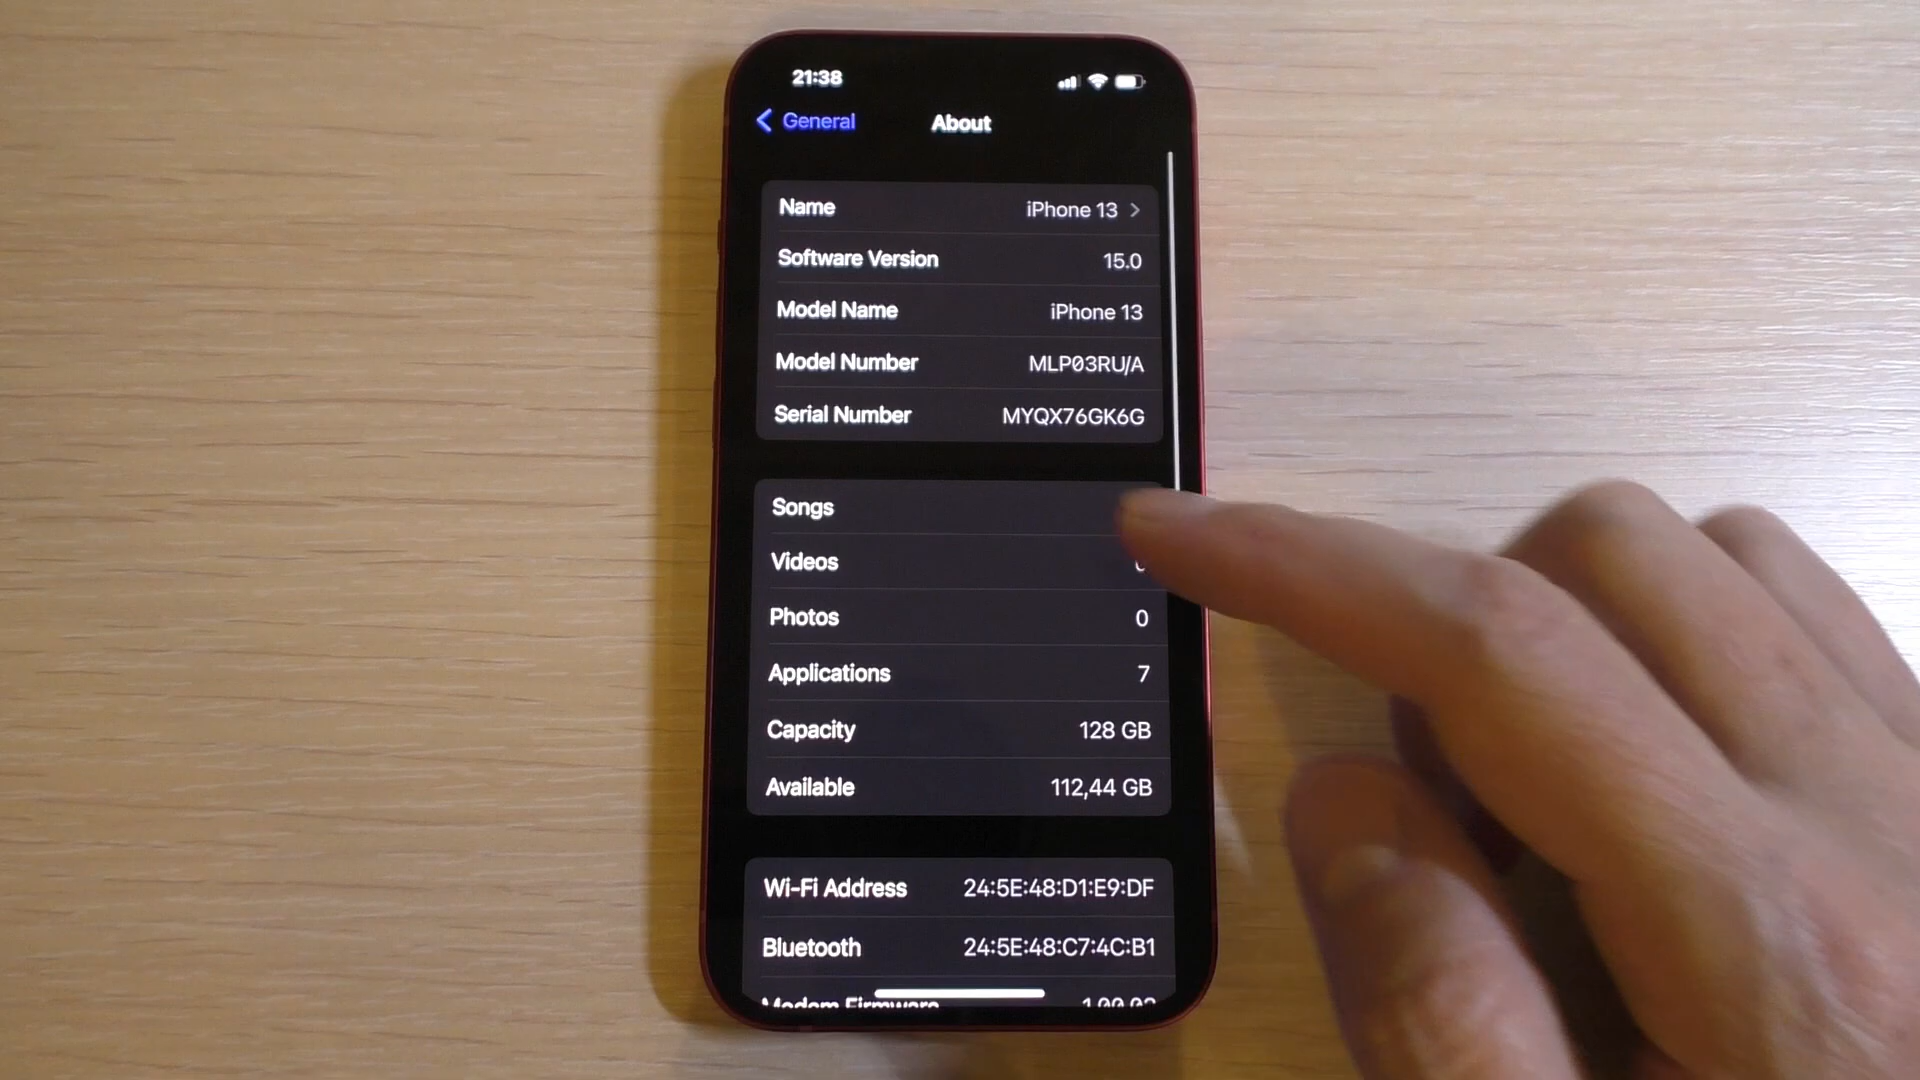 21:38
General
About
Name iPhone 13
Software Version 15.0
Model Name iPhone 13
Model Number MLP03RU/A
Serial Number MYQX76GK6G
Songs
Videos
Photos 0
Applications 7
Capacity 128 GB
Available 112,44 GB
Wi-Fi Address 24:5E:48:D1:E9:DF
Bluetooth 24:5E:48:C7:4C:B1
Modem Firmware